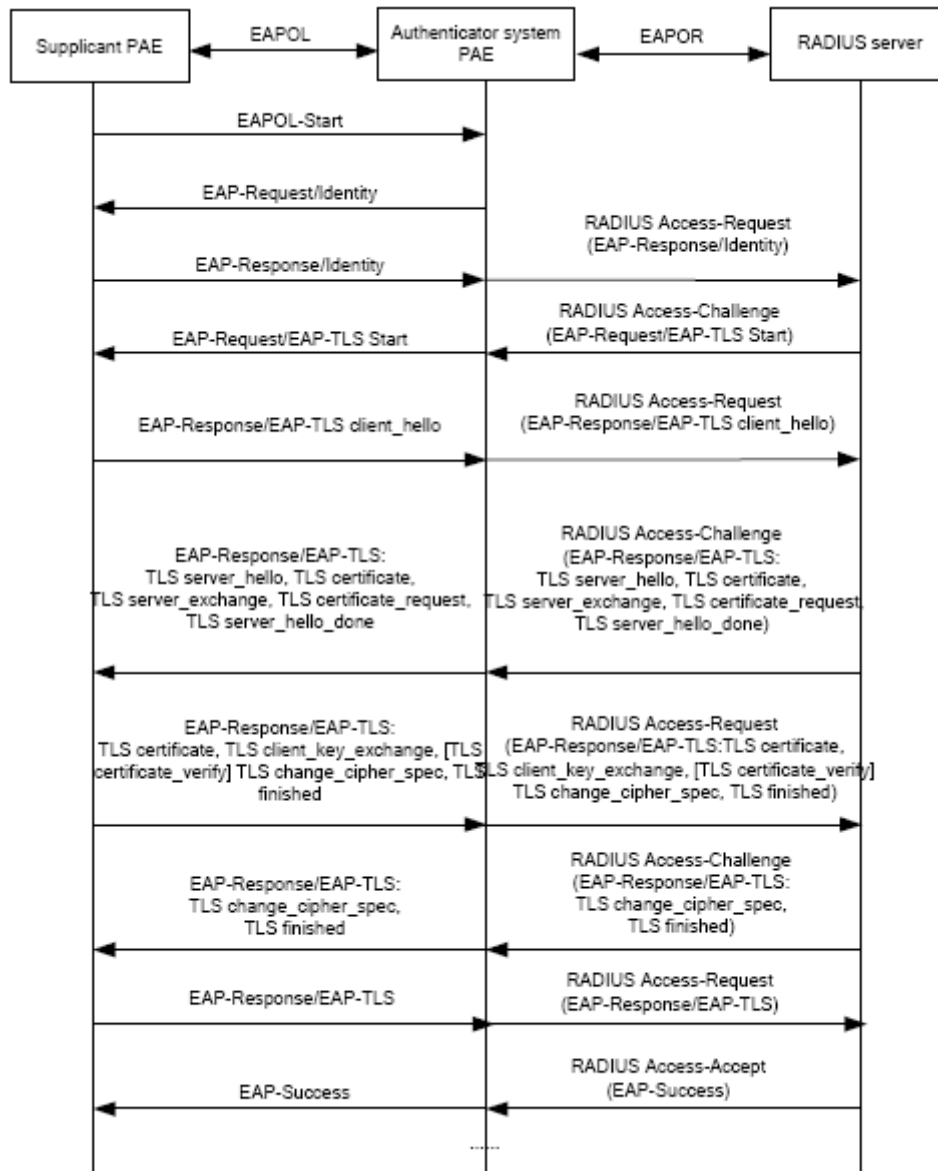 Supplicant PAE
EAPOL
Authenticator system
PAE
EAPOR
RADIUS server
EAPOL-Start
EAP-Request/Identity
RADIUS Access-Request
(EAP-Response/Identity)
EAP-Response/Identity
RADIUS Access-Challenge
(EAP-Request/EAP-TLS Start)
EAP-Request/EAP-TLS Start
RADIUS Access-Request
(EAP-Response/EAP-TLS client_hello)
EAP-Response/EAP-TLS client_hello
EAP-Response/EAP-TLS:
TLS server_hello, TLS certificate,
TLS server_exchange, TLS certificate_request,
TLS server_hello_done
RADIUS Access-Challenge
(EAP-Response/EAP-TLS:
TLS server_hello, TLS certificate,
TLS server_exchange, TLS certificate_request,
TLS server_hello_done)
EAP-Response/EAP-TLS:
TLS certificate, TLS client_key_exchange, [TLS
certificate_verify] TLS change_cipher_spec, TLS
finished
RADIUS Access-Request
(EAP-Response/EAP-TLS:TLS certificate,
TLS client_key_exchange, [TLS certificate_verify]
TLS change_cipher_spec, TLS finished)
EAP-Response/EAP-TLS:
TLS change_cipher_spec,
TLS finished
RADIUS Access-Challenge
(EAP-Response/EAP-TLS:
TLS change_cipher_spec,
TLS finished)
EAP-Response/EAP-TLS
RADIUS Access-Request
(EAP-Response/EAP-TLS)
EAP-Success
RADIUS Access-Accept
(EAP-Success)
......